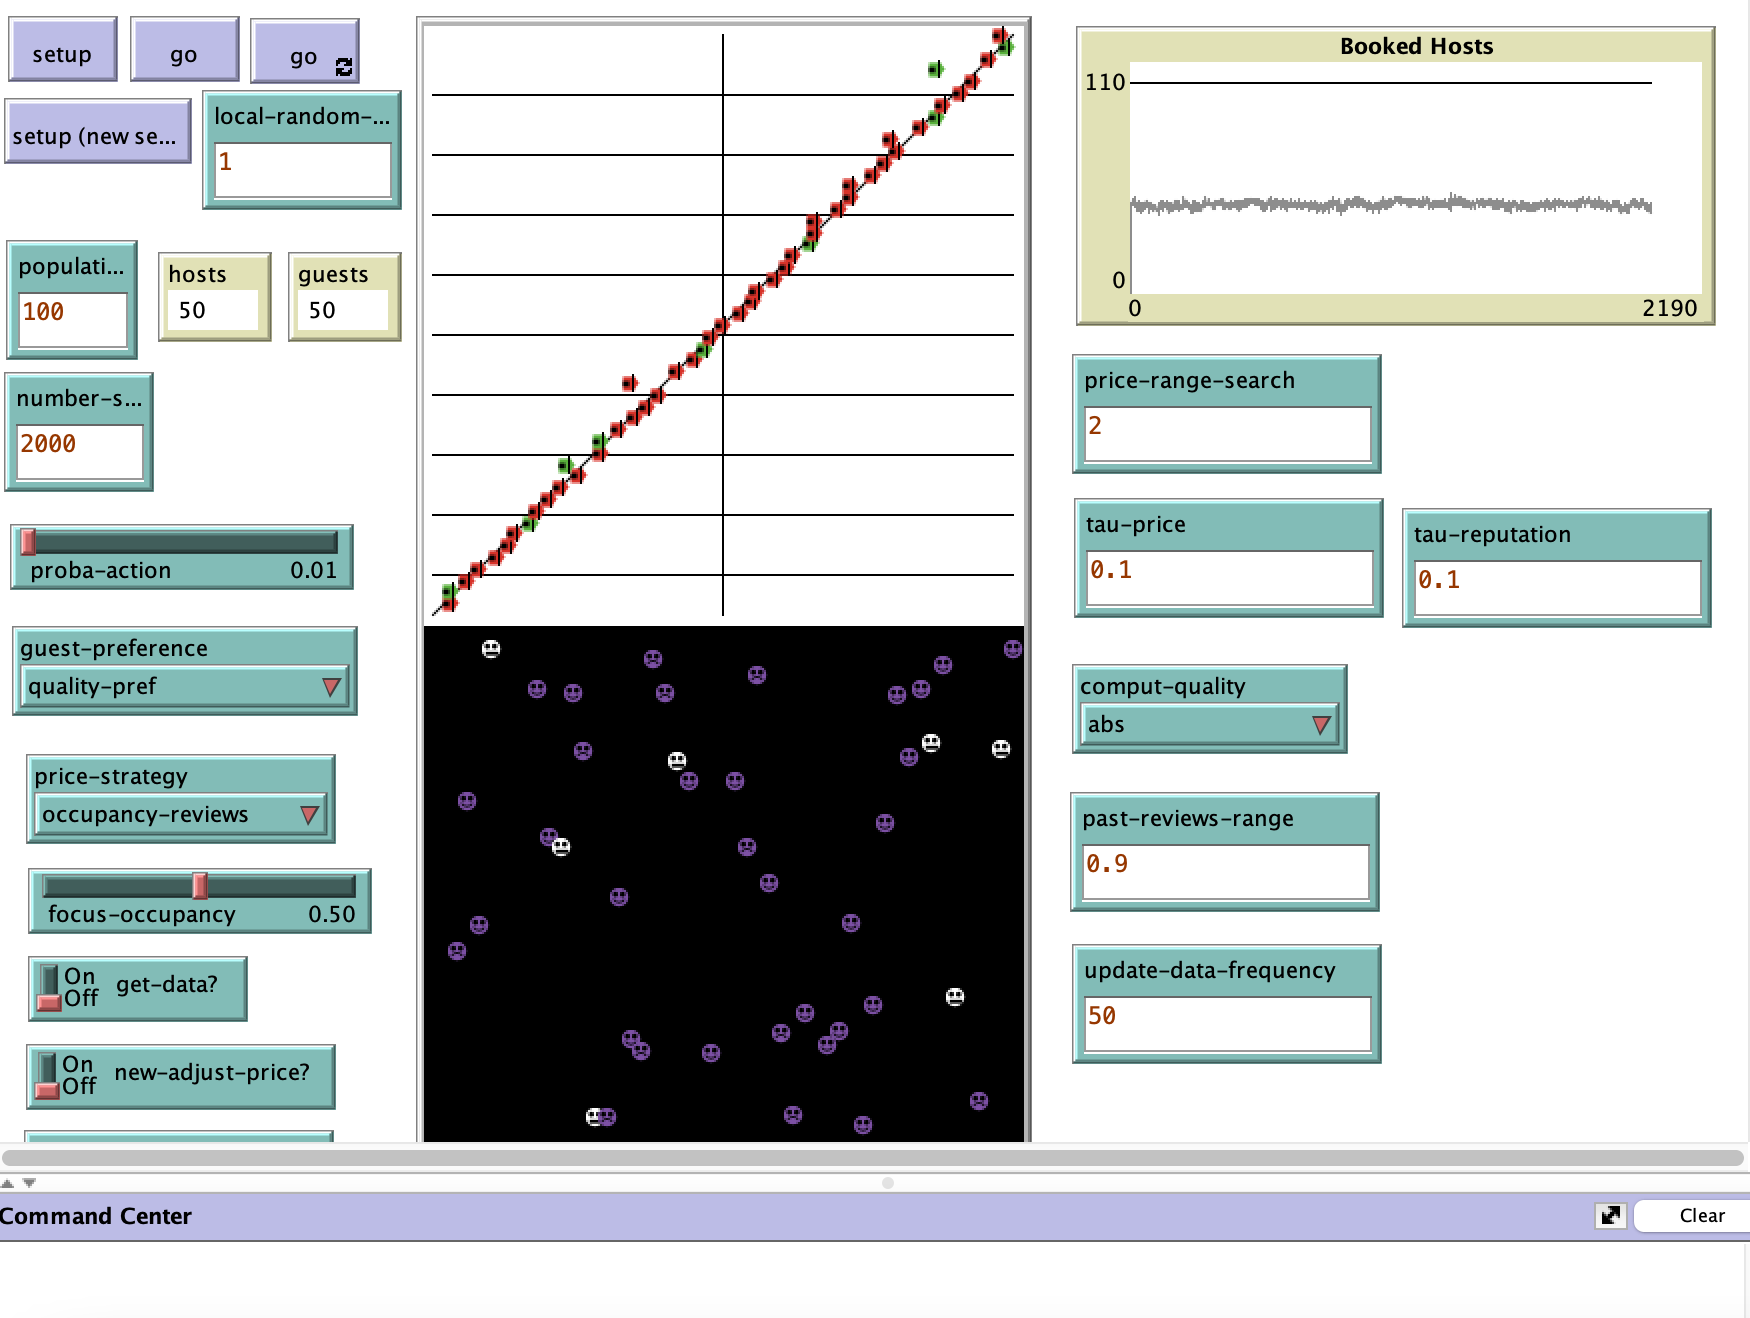 setup
go
go
setup (new se...
local-random-...
1
populati...
100
hosts
50
guests
50
number-s...
2000
proba-action 0.01
guest-preference
quality-pref
price-strategy
occupancy-reviews
focus-occupancy 0.50
On
Off
get-data?
On
Off
new-adjust-price?
Booked Hosts
110
0
0 2190
price-range-search
2
tau-price
0.1
tau-reputation
0.1
comput-quality
abs
past-reviews-range
0.9
update-data-frequency
50
Command Center
Clear